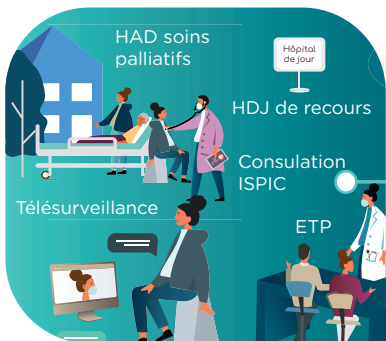 HAD soins
palliatifs
Hôpital
de jour
HDJ de recours
Consulation
ISPIC
Télésurveillance
ETP